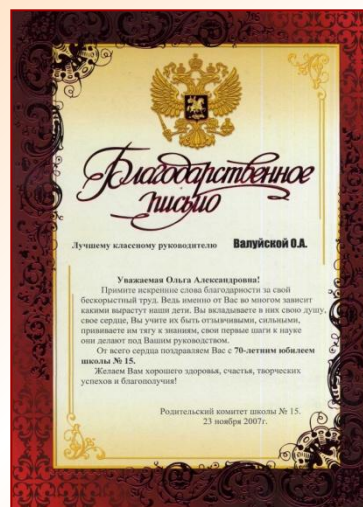 Благодарственное
письмо
Лучшему классному руководителю Валуйской О.А.
Уважаемая Ольга Александровна!
Примите искренние слова благодарности за свой
бескорыстный труд. Ведь именно от Вас во многом зависит
какими вырастут наши дети. Вы вкладываете в них свою душу,
свое сердце, Вы учите их быть отзывчивыми, сильными,
прививаете им тягу к знаниям, свои первые шаги к науке
они делают под Вашим руководством.
От всего сердца поздравляем Вас с 70-летним юбилеем
школы № 15.
Желаем Вам хорошего здоровья, счастья, творческих
успехов и благополучия!
Родительский комитет школы № 15.
23 ноября 2007г.